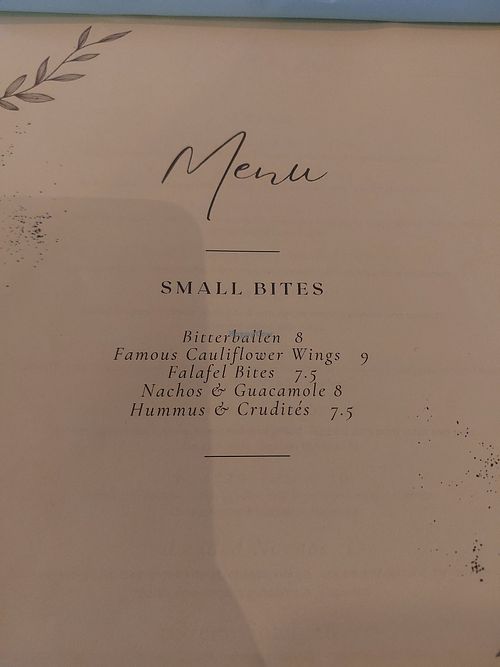 Menu
SMALL BITES
Bitterballen 8
Famous Cauliflower Wings 9
Falafel Bites 7.5
Nachos & Guacamole 8
Hummus & Crudités 7.5